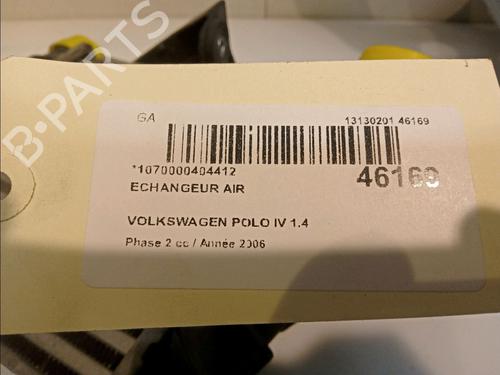 B-PARTS
GA
13130201 46169
*1070000404412
46169
ECHANGEUR AIR
VOLKSWAGEN POLO IV 1.4
Phase 2 cc / Année 2006